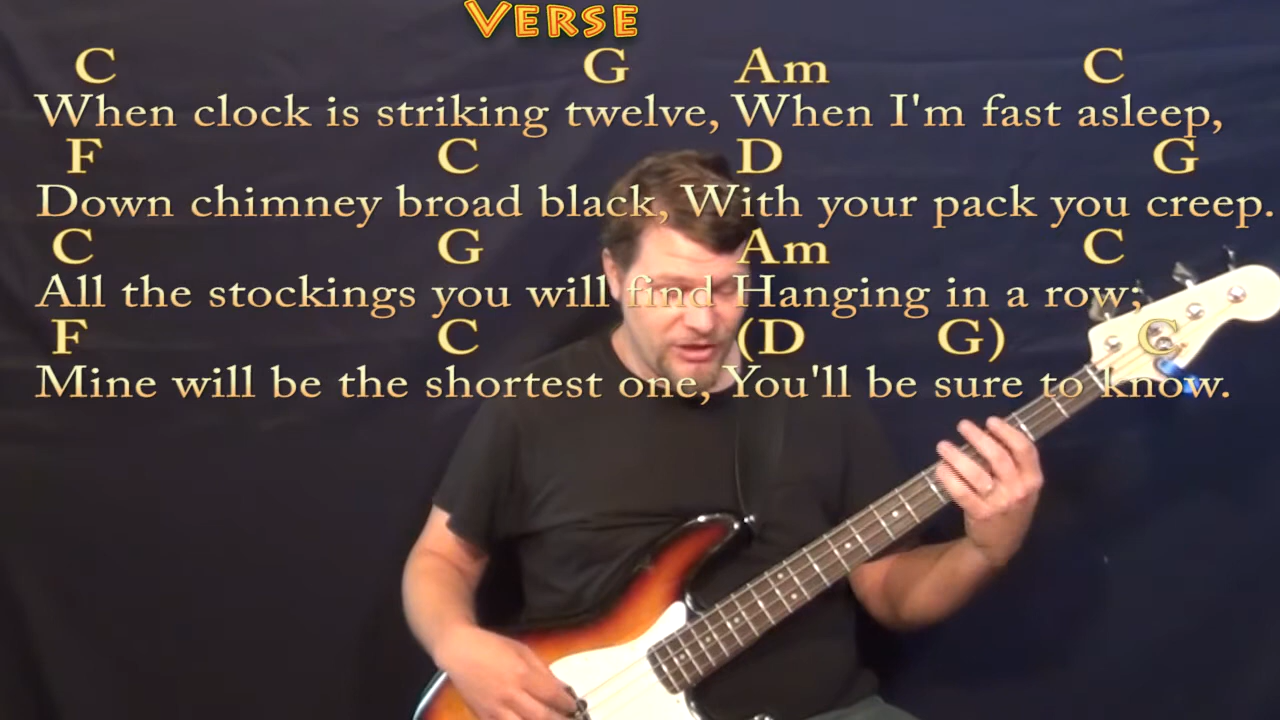 VERSE
C G Am C
When clock is striking twelve, When I'm fast asleep,
F C D G
Down chimney broad black, With your pack you creep.
C G Am C
All the stockings you will find Hanging in a row;
F C (D G) C
Mine will be the shortest one, You'll be sure to know.